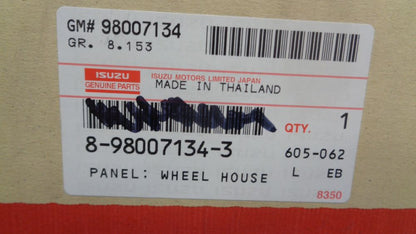 GM# 98007134
GR. 8.153
ISUZU
GENUINE PARTS
ISUZU MOTORS LIMITED JAPAN
MADE IN THAILAND
QTY. 1
8-98007134-3
605-062
PANEL: WHEEL HOUSE
L EB
8350